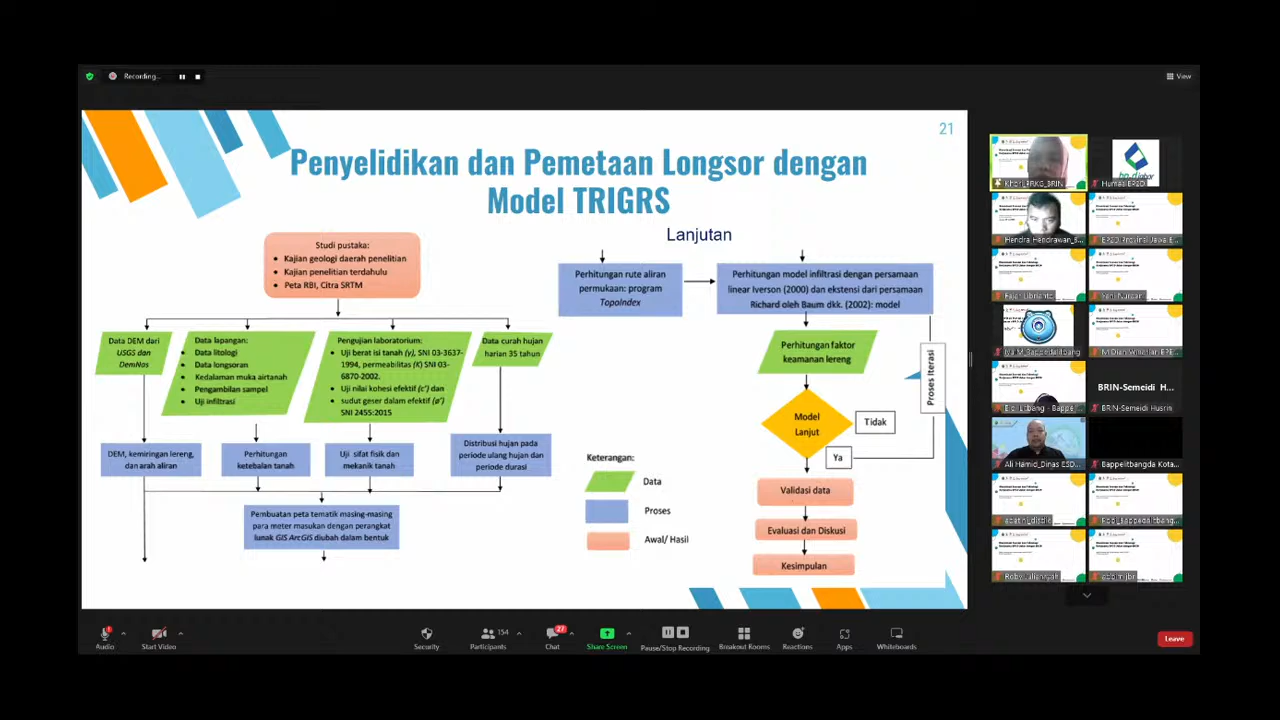 Recording...
View
21
Penyelidikan dan Pemetaan Longsor dengan
Model TRIGRS
Lanjutan
Studi pustaka:
• Kajian geologi daerah penelitian
• Kajian penelitian terdahulu
• Peta RBI, Citra SRTM
Data DEM dari
USGS dan
DemNas
Data lapangan:
• Data litologi
• Data longsoran
• Kedalaman muka airtanah
• Pengambilan sampel
• Uji infiltrasi
Pengujian laboratorium:
• Uji berat isi tanah (γ), SNI 03-3637-
1994, permeabilitas (K) SNI 03-
6870-2002.
• Uji nilai kohesi efektif (c') dan
• sudut geser dalam efektif (ø')
SNI 2455:2015
Data curah hujan
harian 35 tahun
DEM, kemiringan lereng,
dan arah aliran
Perhitungan
ketebalan tanah
Uji sifat fisik dan
mekanik tanah
Distribusi hujan pada
periode ulang hujan dan
periode durasi
Pembuatan peta tematik masing-masing
para meter masukan dengan perangkat
lunak GIS ArcGIS diubah dalam bentuk
Perhitungan rute aliran
permukaan: program
TopoIndex
Perhitungan model infiltrasi dengan persamaan
linear Iverson (2000) dan ekstensi dari persamaan
Richard oleh Baum dkk. (2002): model
Perhitungan faktor
keamanan lereng
Proses Iterasi
Model
Lanjut
Tidak
Ya
Validasi data
Evaluasi dan Diskusi
Kesimpulan
Keterangan:
Data
Proses
Awal/ Hasil
Khori_PRKG_BRIN
Humas BP2D
Hendra Hendrawan_B...
BP2D Provinsi Jawa B...
Fajar Librianto
BRIN-Semeidi H...
BRIN-Semeidi Husrin
Ali Hamid_Dinas ESD...
Bappelitbangda Kota...
Audio
Start Video
Security
154
Participants
27
Chat
Share Screen
Pause/Stop Recording
Breakout Rooms
Reactions
Apps
Whiteboards
Leave